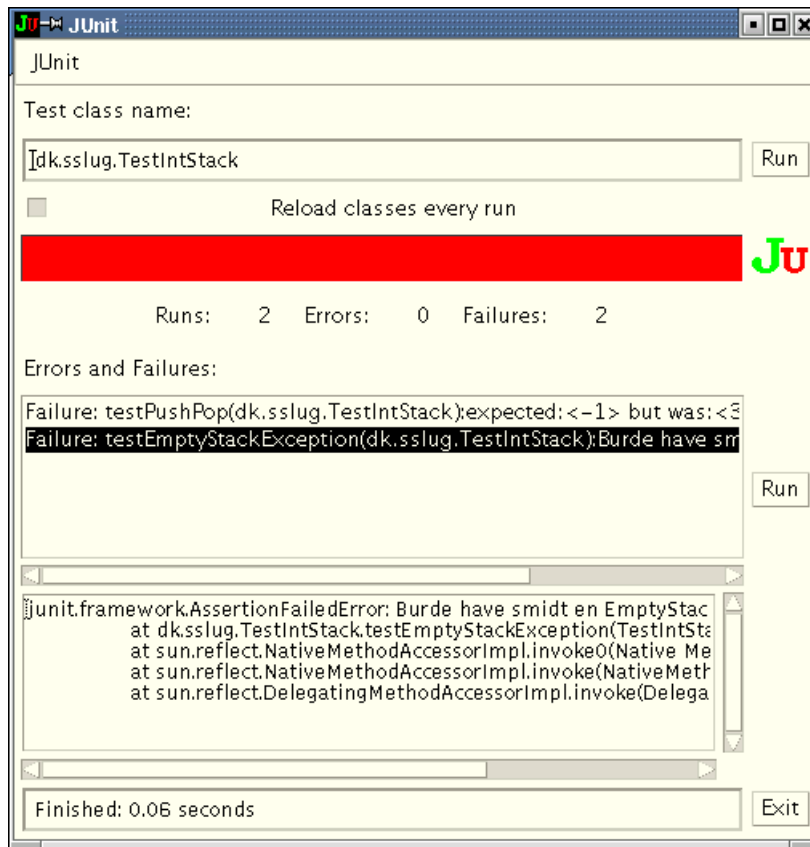 JU JUnit
JUnit
Test class name:
dk.sslug.TestIntStack
Run
Reload classes every run
JU
Runs: 2 Errors: 0 Failures: 2
Errors and Failures:
Failure: testPushPop(dk.sslug.TestIntStack):expected:<-1> but was:<3
Failure: testEmptyStackException(dk.sslug.TestIntStack):Burde have sm
Run
junit.framework.AssertionFailedError: Burde have smidt en EmptyStac
at dk.sslug.TestIntStack.testEmptyStackException(TestIntSta
at sun.reflect.NativeMethodAccessorImpl.invoke0(Native Me
at sun.reflect.NativeMethodAccessorImpl.invoke(NativeMeth
at sun.reflect.DelegatingMethodAccessorImpl.invoke(Delega
Finished: 0.06 seconds
Exit